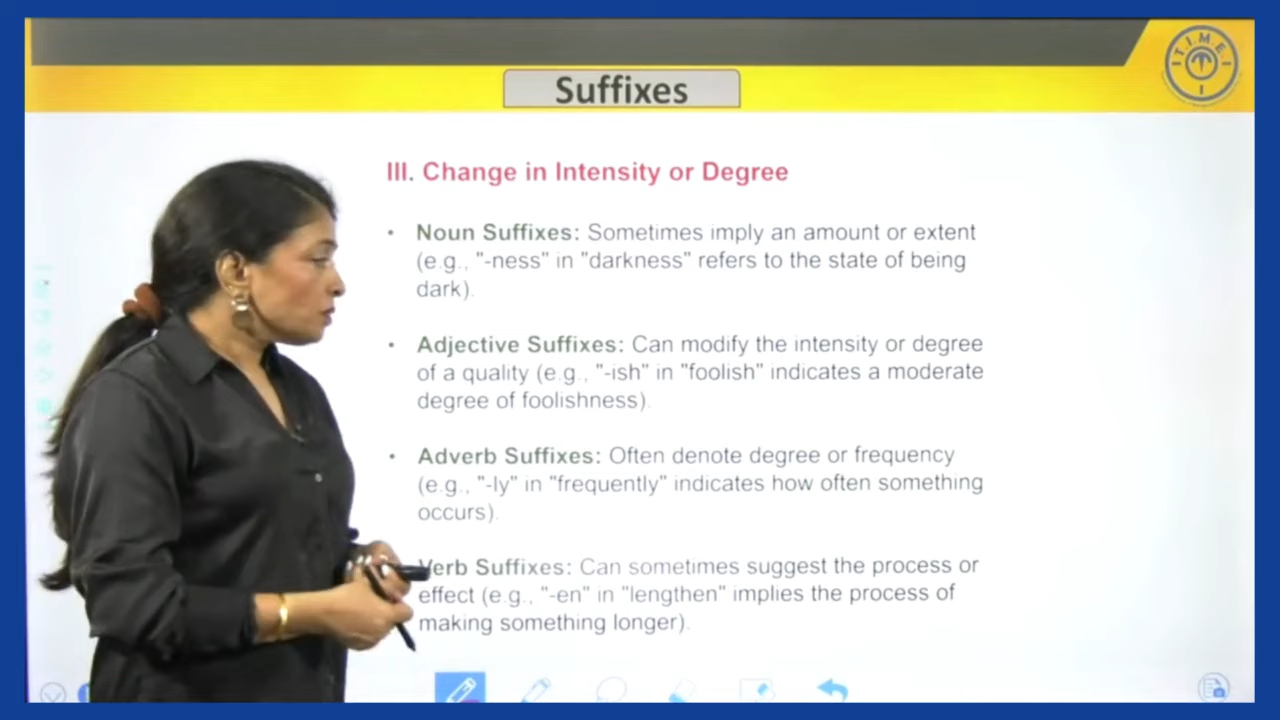 T.I.M.E.
Suffixes
III. Change in Intensity or Degree
• Noun Suffixes: Sometimes imply an amount or extent
(e.g., "-ness" in "darkness" refers to the state of being
dark).
• Adjective Suffixes: Can modify the intensity or degree
of a quality (e.g., "-ish" in "foolish" indicates a moderate
degree of foolishness).
• Adverb Suffixes: Often denote degree or frequency
(e.g., "-ly" in "frequently" indicates how often something
occurs).
Verb Suffixes: Can sometimes suggest the process or
effect (e.g., "-en" in "lengthen" implies the process of
making something longer).